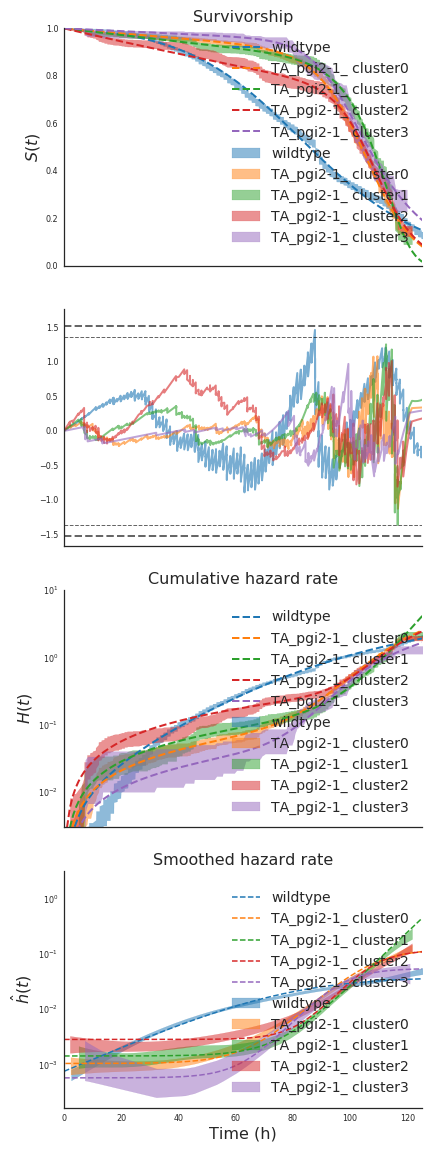 Survivorship
1.0
0.8
0.6
0.4
0.2
0.0
S(t)
wildtype
TA_pgi2-1_ cluster0
TA_pgi2-1_ cluster1
TA_pgi2-1_ cluster2
TA_pgi2-1_ cluster3
wildtype
TA_pgi2-1_ cluster0
TA_pgi2-1_ cluster1
TA_pgi2-1_ cluster2
TA_pgi2-1_ cluster3
1.5
1.0
0.5
0.0
−0.5
−1.0
−1.5
Cumulative hazard rate
10¹
10⁰
10⁻¹
10⁻²
H(t)
wildtype
TA_pgi2-1_ cluster0
TA_pgi2-1_ cluster1
TA_pgi2-1_ cluster2
TA_pgi2-1_ cluster3
wildtype
TA_pgi2-1_ cluster0
TA_pgi2-1_ cluster1
TA_pgi2-1_ cluster2
TA_pgi2-1_ cluster3
Smoothed hazard rate
10⁰
10⁻¹
10⁻²
10⁻³
ĥ(t)
wildtype
TA_pgi2-1_ cluster0
TA_pgi2-1_ cluster1
TA_pgi2-1_ cluster2
TA_pgi2-1_ cluster3
wildtype
TA_pgi2-1_ cluster0
TA_pgi2-1_ cluster1
TA_pgi2-1_ cluster2
TA_pgi2-1_ cluster3
0 20 40 60 80 100 120
Time (h)